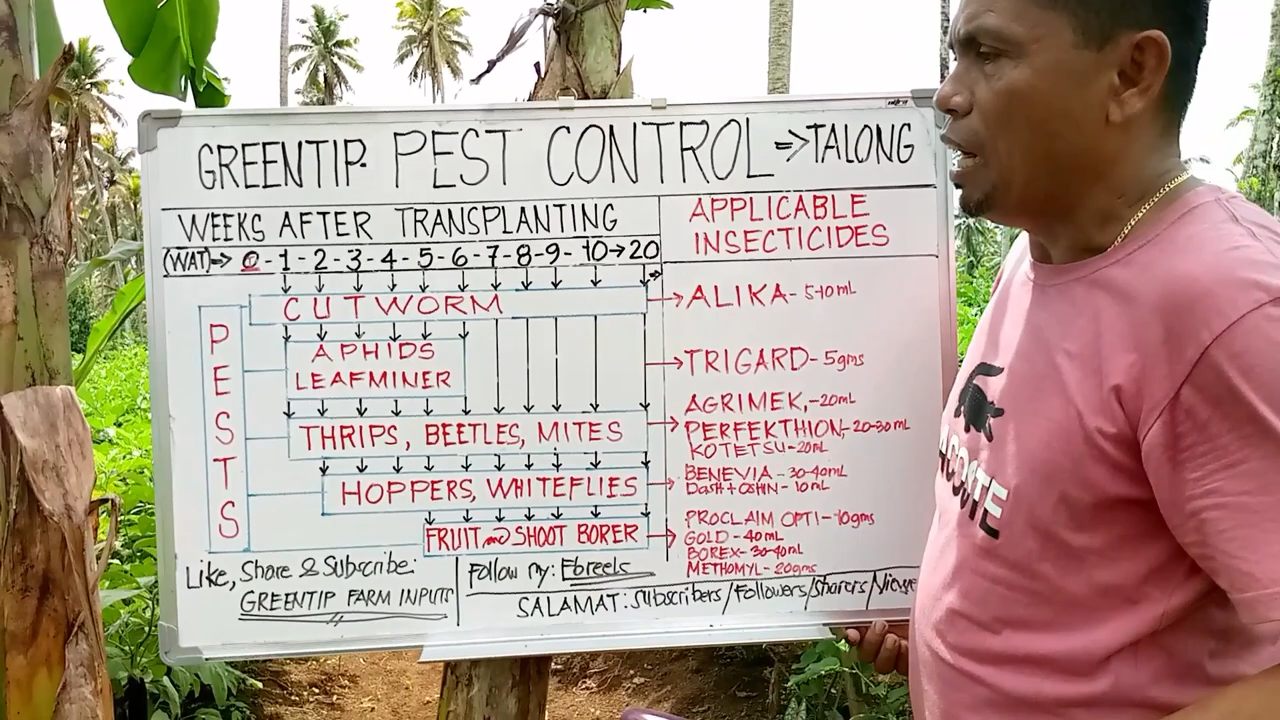 GREENTIP PEST CONTROL => TALONG
WEEKS AFTER TRANSPLANTING
(WAT)=> 0 - 1 - 2 - 3 - 4 - 5 - 6 - 7 - 8 - 9 - 10 → 20
APPLICABLE
INSECTICIDES
PESTS
CUTWORM
APHIDS
LEAFMINER
THRIPS, BEETLES, MITES
HOPPERS, WHITEFLIES
FRUIT AND SHOOT BORER
ALIKA - 5-10mL
TRIGARD - 5gms
AGRIMEK, - 20mL
PERFEKTHION, - 20-30mL
KOTETSU - 20mL
BENEVIA - 30-40mL
DASH + OSHIN - 10mL
PROCLAIM OPTI - 10gms
GOLD - 40mL
BOREX - 30-40mL
METHOMYL - 20gms
Like, Share & Subscribe:
GREENTIP FARM INPUTS
Follow my: Fbreels
SALAMAT: Subscribers/Followers/Sharers/Viewe
ACOSTE